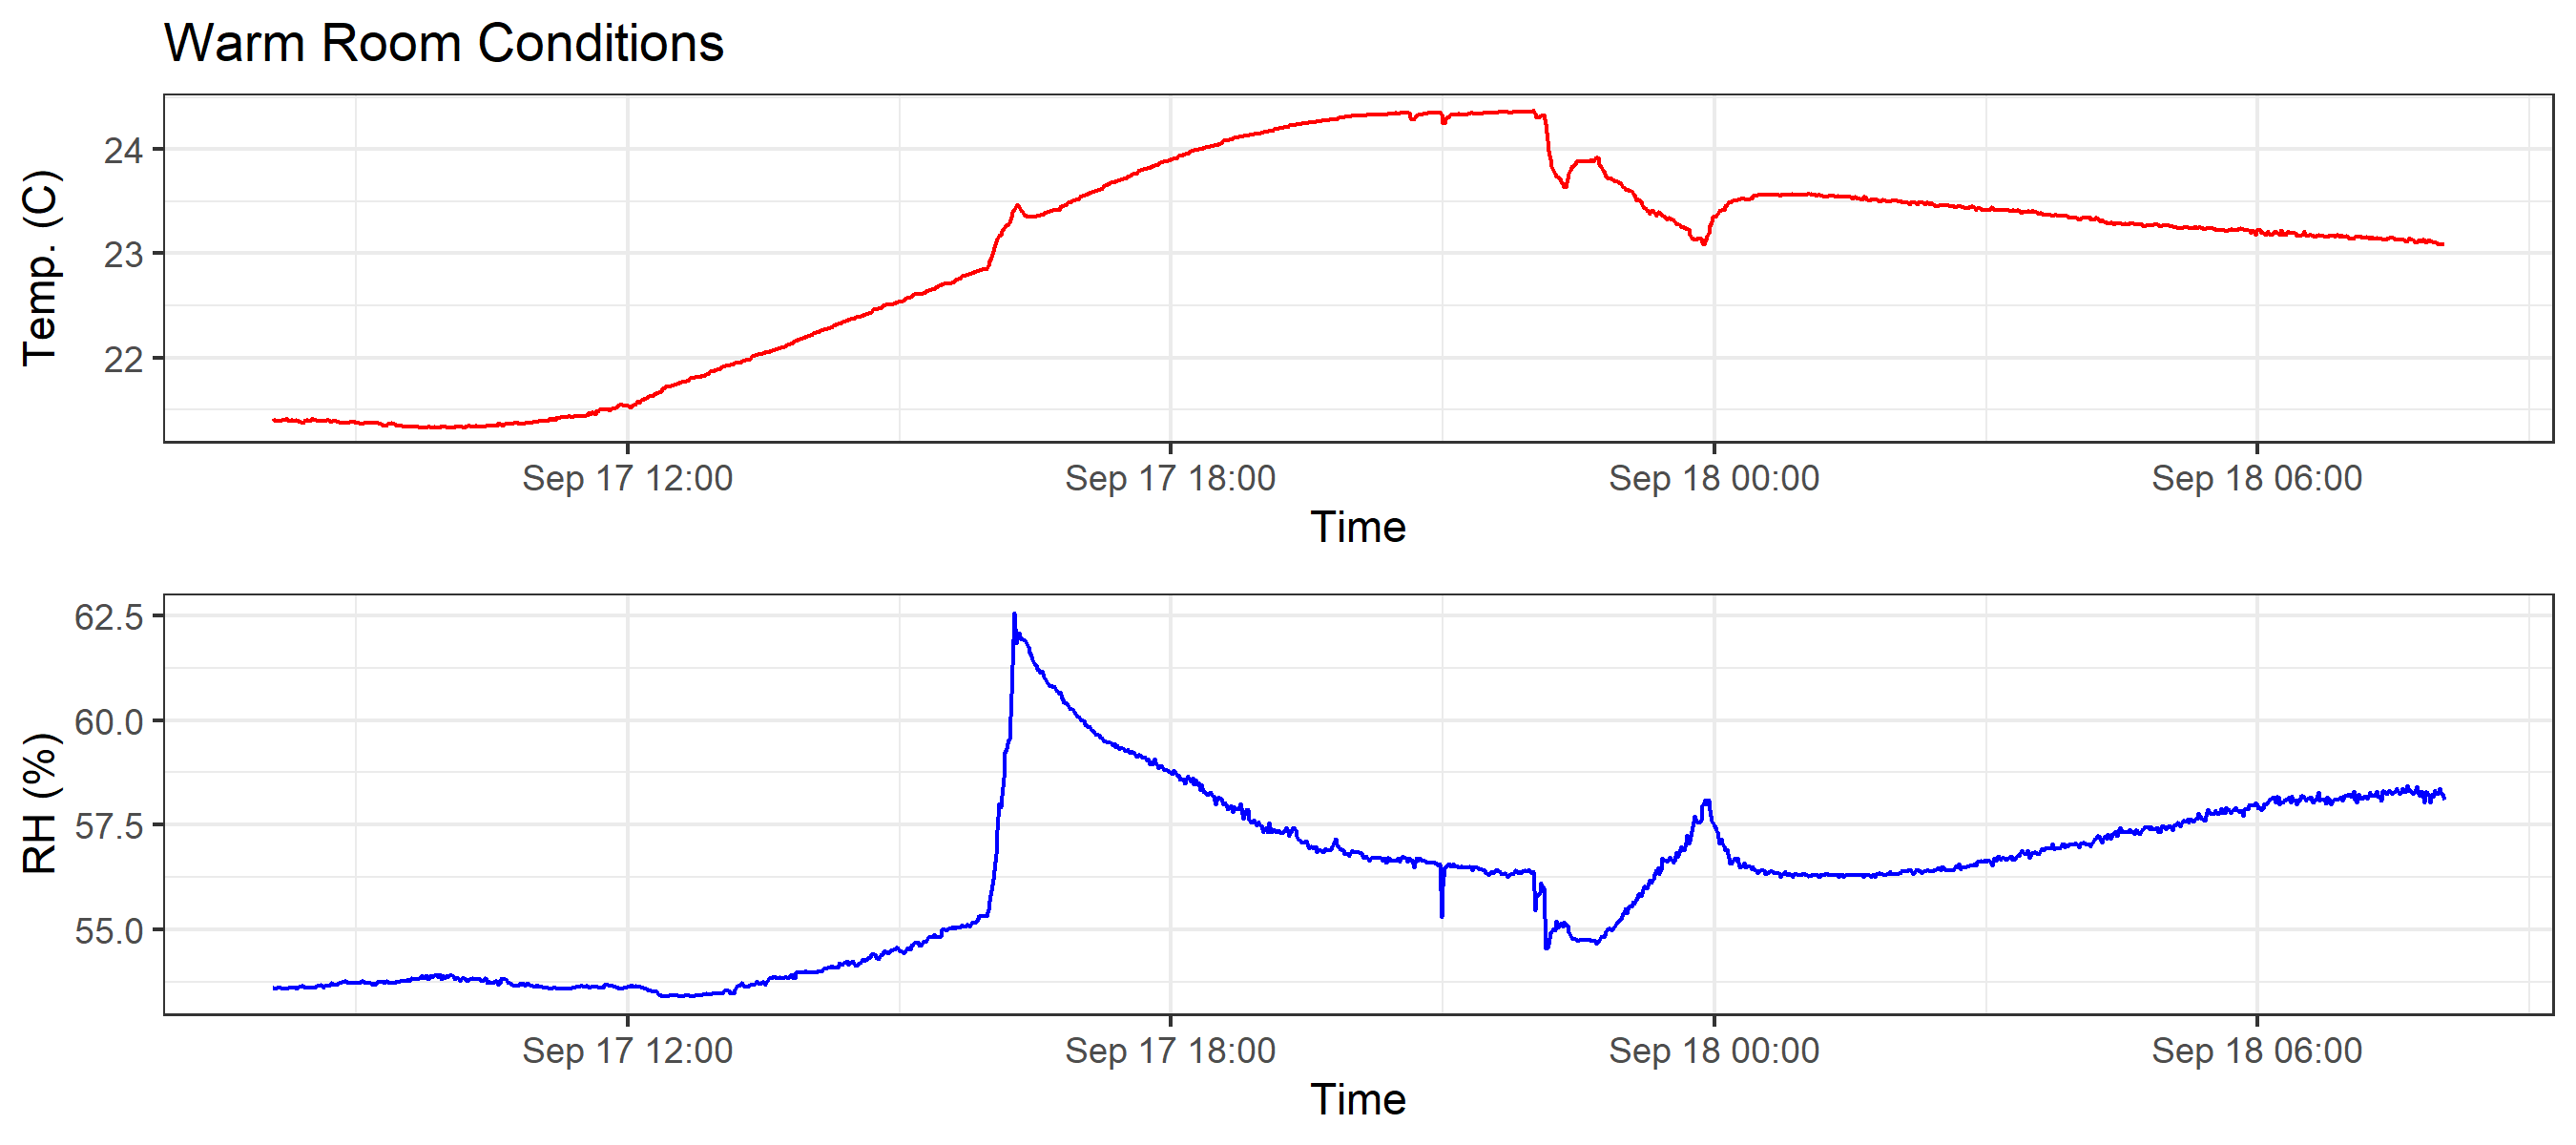 Warm Room Conditions
Temp. (C)
24
23
22
Sep 17 12:00 Sep 17 18:00 Sep 18 00:00 Sep 18 06:00
Time
RH (%)
62.5
60.0
57.5
55.0
Sep 17 12:00 Sep 17 18:00 Sep 18 00:00 Sep 18 06:00
Time